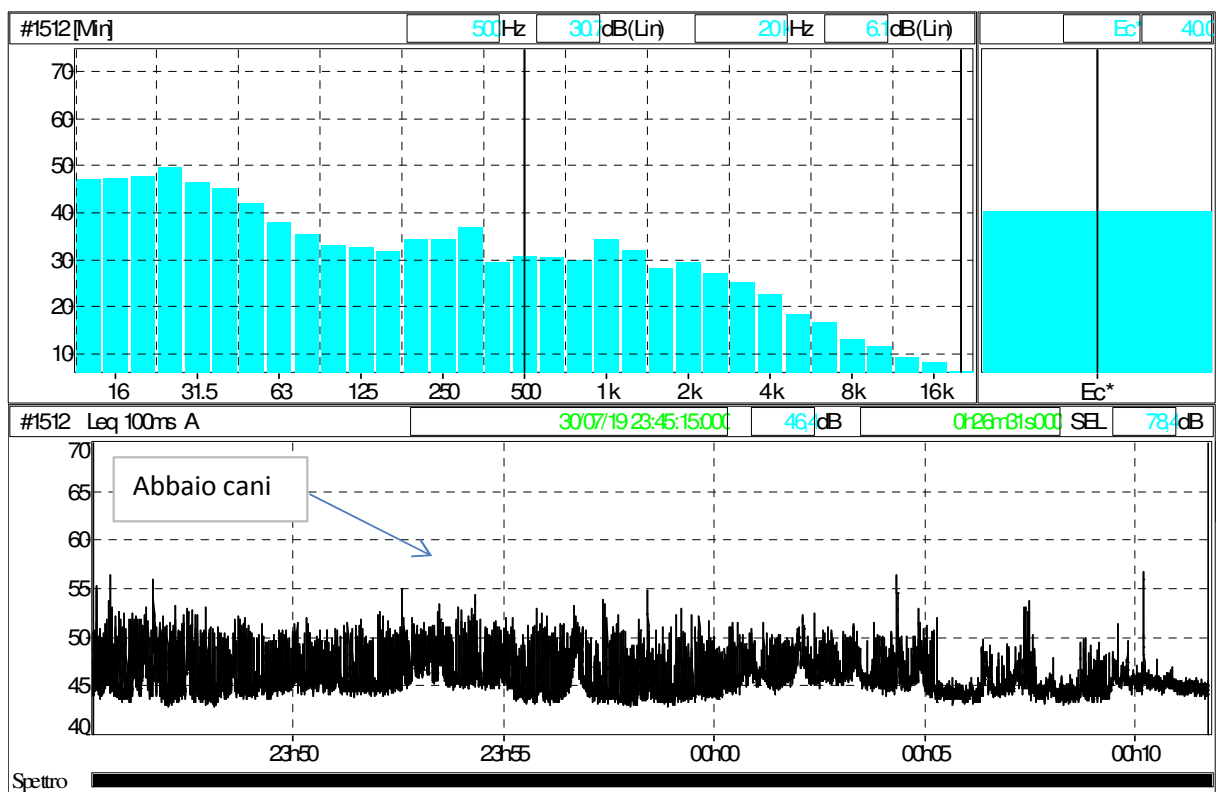 #1512 [Min] 500 Hz 30.7 dB(Lin) 20 kHz 6.1 dB(Lin)
Ec* 40.0
70
60
50
40
30
20
10
16 31.5 63 125 250 500 1k 2k 4k 8k 16k
Ec*
#1512 Leq 100ms A 30/07/19 23:45:15:000 46,4 dB 0h26m31s000 SEL 78,4 dB
70
65
60
55
50
45
40
Abbaio cani
23h50 23h55 00h00 00h05 00h10
Spettro